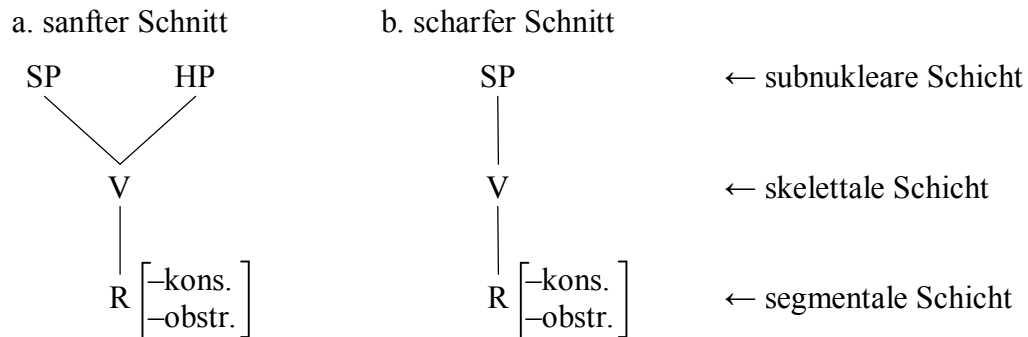 a. sanfter Schnitt b. scharfer Schnitt
SP HP SP ← subnukleare Schicht
V V ← skelettale Schicht
R [–kons. –obstr.] R [–kons. –obstr.] ← segmentale Schicht